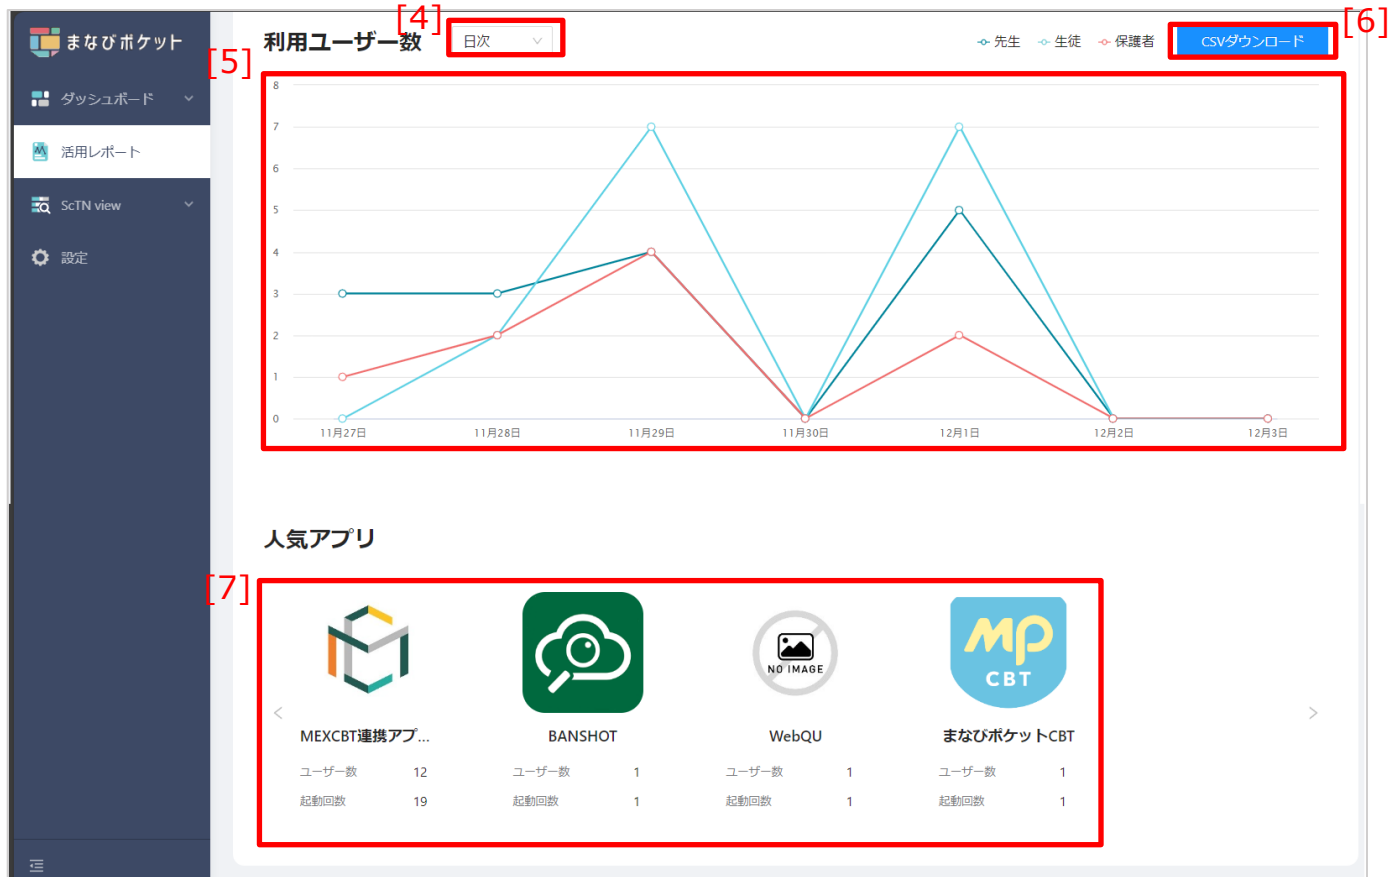 まなびポケット
ダッシュボード
活用レポート
ScTN view
設定
[4]
利用ユーザー数
日次
先生
生徒
保護者
[6]
CSVダウンロード
[5]
8
7
6
5
4
3
2
1
0
11月27日 11月28日 11月29日 11月30日 12月1日 12月2日 12月3日
人気アプリ
[7]
NO IMAGE
MP
CBT
MEXCBT連携アプ... BANSHOT WebQU まなびポケットCBT
ユーザー数 12 ユーザー数 1 ユーザー数 1 ユーザー数 1
起動回数 19 起動回数 1 起動回数 1 起動回数 1